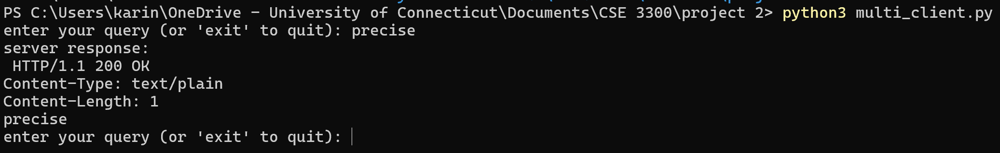 PS C:\Users\karin\OneDrive - University of Connecticut\Documents\CSE 3300\project 2> python3 multi_client.py
enter your query (or 'exit' to quit): precise
server response:
 HTTP/1.1 200 OK
Content-Type: text/plain
Content-Length: 1
precise
enter your query (or 'exit' to quit):